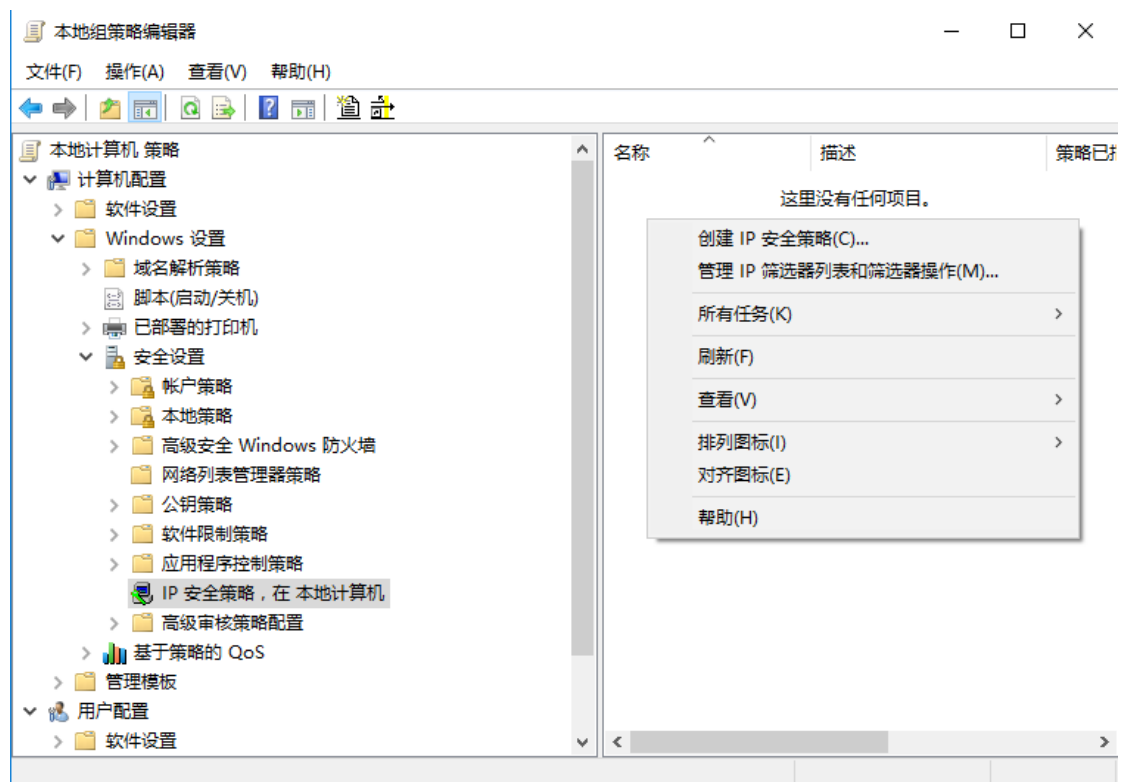 本地组策略编辑器
文件(F) 操作(A) 查看(V) 帮助(H)
本地计算机 策略
计算机配置
软件设置
Windows 设置
域名解析策略
脚本(启动/关机)
已部署的打印机
安全设置
帐户策略
本地策略
高级安全 Windows 防火墙
网络列表管理器策略
公钥策略
软件限制策略
应用程序控制策略
IP 安全策略，在 本地计算机
高级审核策略配置
基于策略的 QoS
管理模板
用户配置
软件设置
名称 描述 策略已
这里没有任何项目。
创建 IP 安全策略(C)...
管理 IP 筛选器列表和筛选器操作(M)...
所有任务(K)
刷新(F)
查看(V)
排列图标(I)
对齐图标(E)
帮助(H)